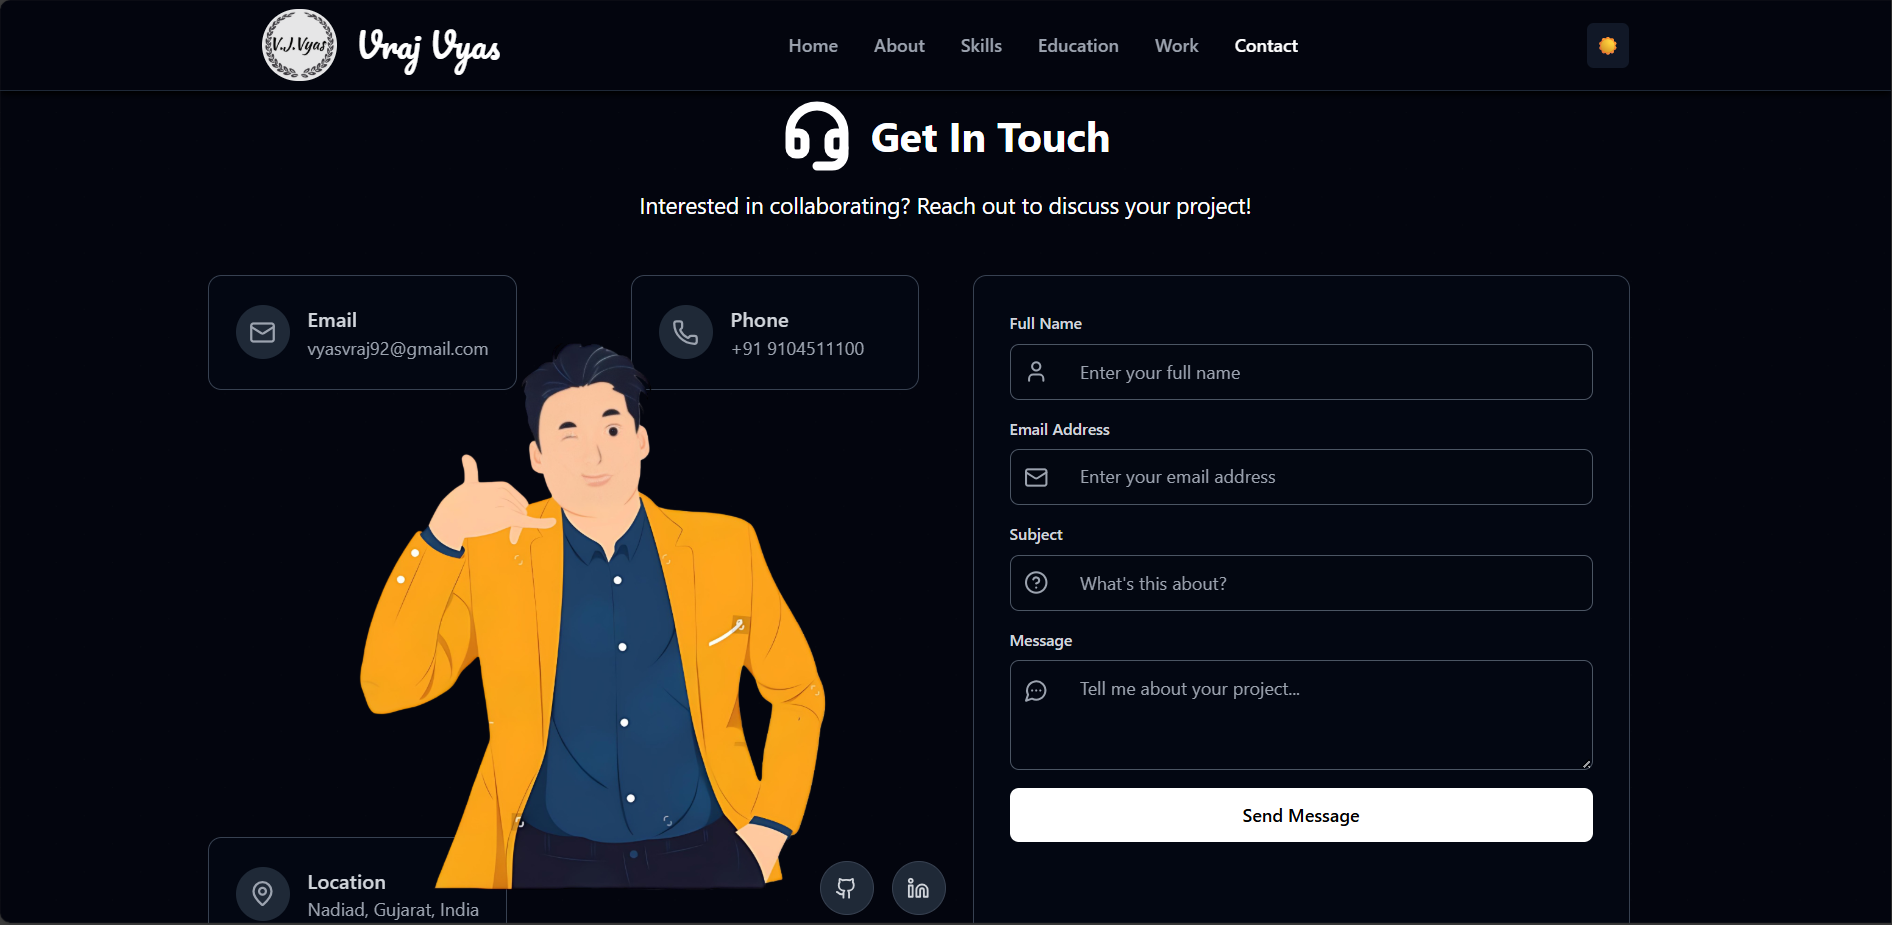 V.J.Vyas
Vraj Vyas
Home About Skills Education Work Contact
Get In Touch
Interested in collaborating? Reach out to discuss your project!
Email
vyasvraj92@gmail.com
Phone
+91 9104511100
Location
Nadiad, Gujarat, India
Full Name
Enter your full name
Email Address
Enter your email address
Subject
What's this about?
Message
Tell me about your project...
Send Message